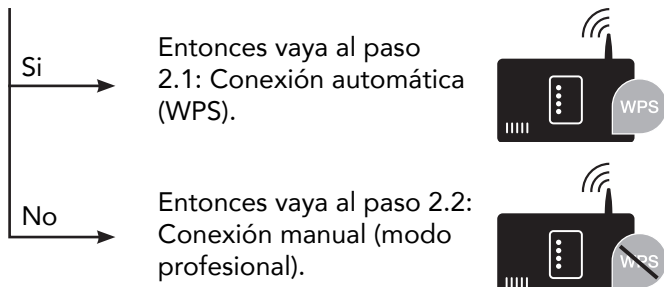 Si
Entonces vaya al paso
2.1: Conexión automática
(WPS).
WPS
No
Entonces vaya al paso 2.2:
Conexión manual (modo
profesional).
WPS